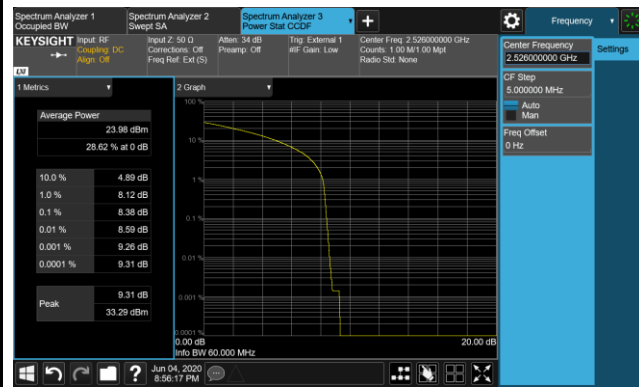 Spectrum Analyzer 1
Occupied BW
Spectrum Analyzer 2
Swept SA
Spectrum Analyzer 3
Power Stat CCDF
Frequency
KEYSIGHT
Input: RF
Coupling: DC
Align: Off
Input Z: 50 Ω
Corrections: Off
Freq Ref: Ext (S)
Atten: 34 dB
Preamp: Off
Trig: External 1
#IF Gain: Low
Center Freq: 2.526000000 GHz
Counts: 1.00 M/1.00 Mpt
Radio Std: None
LXI
Center Frequency
2.526000000 GHz
Settings
CF Step
5.000000 MHz
Auto
Man
Freq Offset
0 Hz
1 Metrics
Average Power
23.98 dBm
28.62 % at 0 dB
10.0 % 4.89 dB
1.0 % 8.12 dB
0.1 % 8.38 dB
0.01 % 8.59 dB
0.001 % 9.26 dB
0.0001 % 9.31 dB
Peak
9.31 dB
33.29 dBm
2 Graph
100 %
10 %
1 %
0.1 %
0.01 %
0.001 %
0.0001 %
0.00 dB 20.00 dB
Info BW 60.000 MHz
Jun 04, 2020
8:56:17 PM